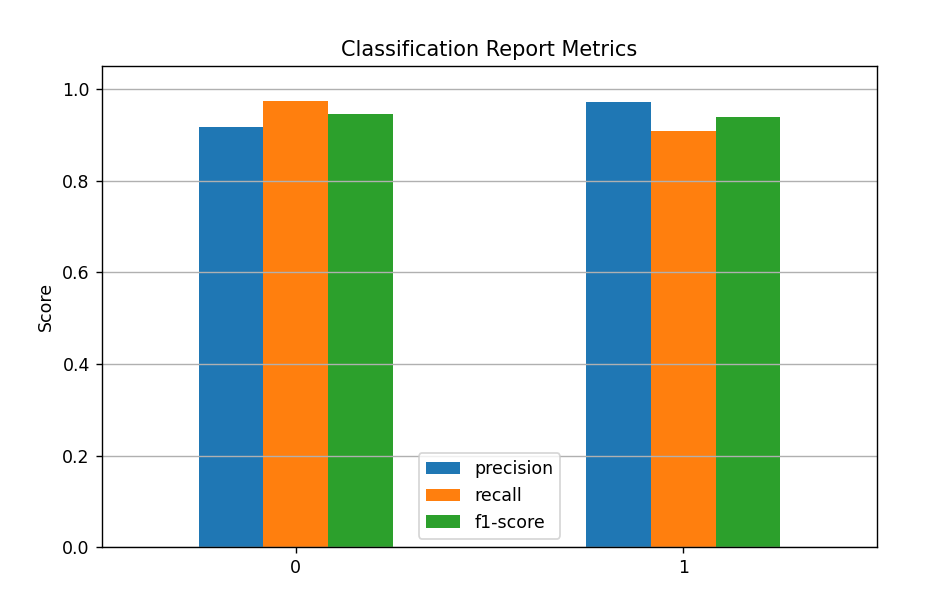 Classification Report Metrics
Score
1.0
0.8
0.6
0.4
0.2
0.0
precision
recall
f1-score
0
1